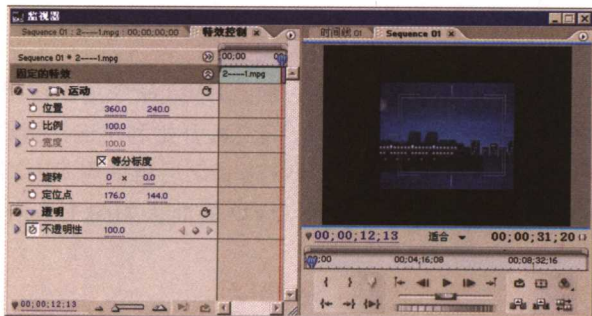 监视器
Sequence 01 : 2----1.mpg : 00;00;00;00 特效控制
时间线 01 Sequence 01
Sequence 01 * 2----1.mpg
;00;00
固定的特效
2----1.mpg
运动
位置 360.0 240.0
比例 100.0
宽度 100.0
等分标度
旋转 0 x 0.0
定位点 176.0 144.0
透明
不透明性 100.0
00;00;12;13 适合 00;00;31;20
00;00 00;04;16;08 00;08;32;16
00;00;12;13